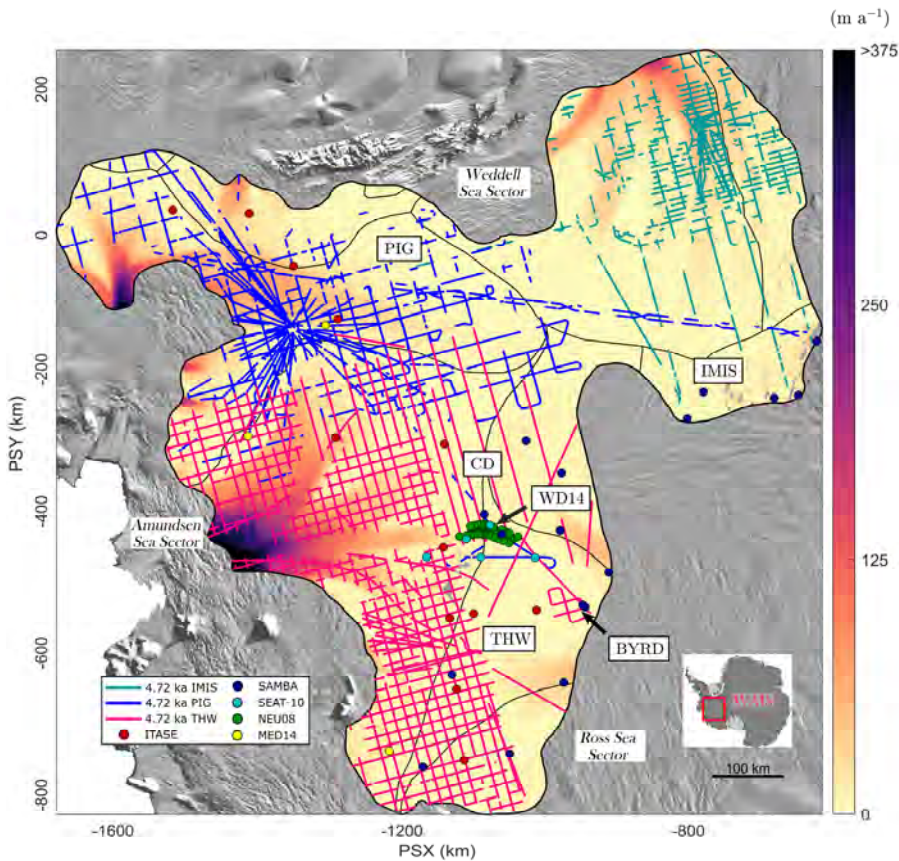 (m a⁻¹)
>375
250
125
0
200
0
-200
-400
-600
-800
PSY (km)
-1600
-1200
-800
PSX (km)
Weddell
Sea Sector
PIG
IMIS
CD
WD14
Amundsen
Sea Sector
THW
BYRD
Ross Sea
Sector
100 km
4.72 ka IMIS
4.72 ka PIG
4.72 ka THW
ITASE
SAMBA
SEAT-10
NEU08
MED14